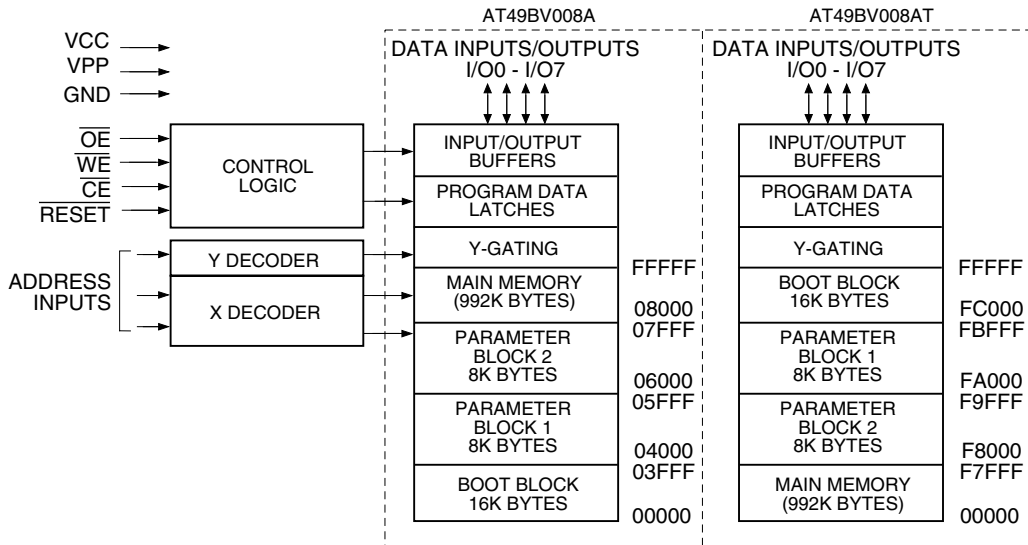 AT49BV008A
AT49BV008AT
VCC
VPP
GND
OE
WE
CE
RESET
CONTROL
LOGIC
ADDRESS
INPUTS
Y DECODER
X DECODER
DATA INPUTS/OUTPUTS
I/O0 - I/O7
INPUT/OUTPUT
BUFFERS
PROGRAM DATA
LATCHES
Y-GATING
MAIN MEMORY
(992K BYTES)
PARAMETER
BLOCK 2
8K BYTES
PARAMETER
BLOCK 1
8K BYTES
BOOT BLOCK
16K BYTES
FFFFF
08000
07FFF
06000
05FFF
04000
03FFF
00000
DATA INPUTS/OUTPUTS
I/O0 - I/O7
INPUT/OUTPUT
BUFFERS
PROGRAM DATA
LATCHES
Y-GATING
BOOT BLOCK
16K BYTES
PARAMETER
BLOCK 1
8K BYTES
PARAMETER
BLOCK 2
8K BYTES
MAIN MEMORY
(992K BYTES)
FFFFF
FC000
FBFFF
FA000
F9FFF
F8000
F7FFF
00000